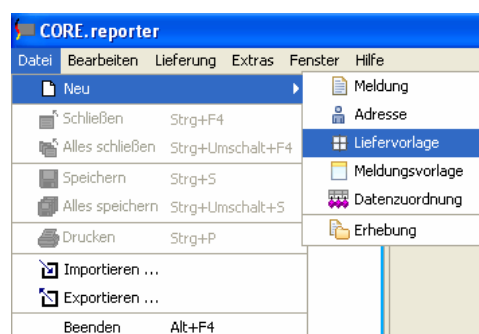 CORE.reporter
Datei Bearbeiten Lieferung Extras Fenster Hilfe
Neu
Schließen Strg+F4
Alles schließen Strg+Umschalt+F4
Speichern Strg+S
Alles speichern Strg+Umschalt+S
Drucken Strg+P
Importieren ...
Exportieren ...
Beenden Alt+F4
Meldung
Adresse
Liefervorlage
Meldungsvorlage
Datenzuordnung
Erhebung